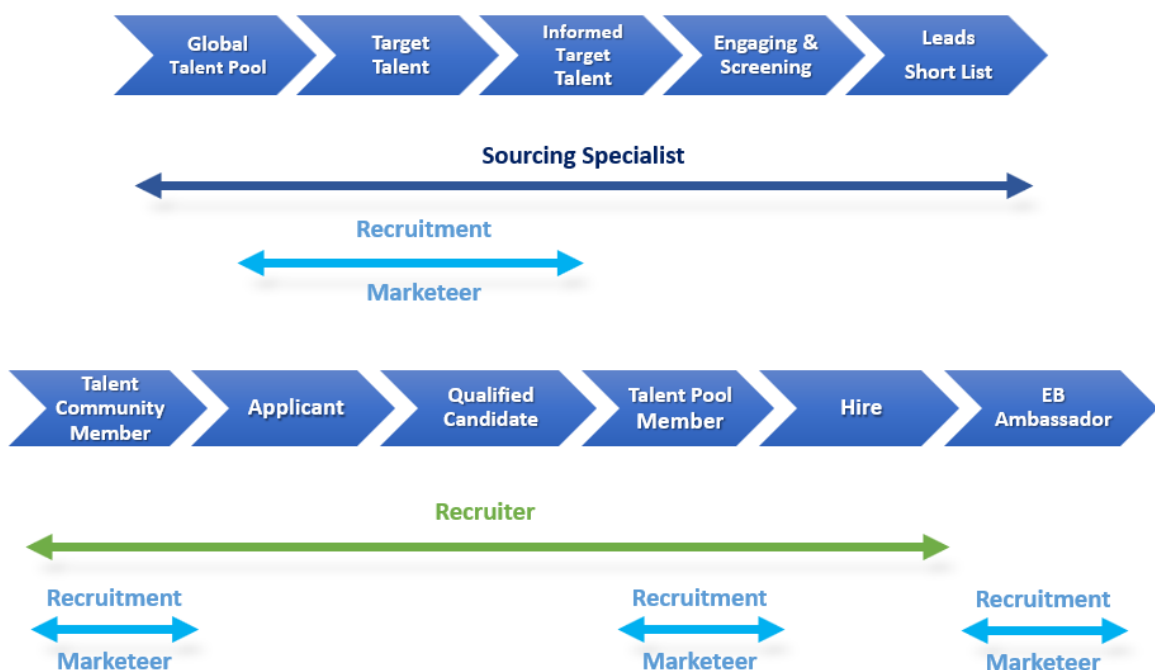 Global
Talent Pool
Target
Talent
Informed
Target
Talent
Engaging &
Screening
Leads
Short List
Sourcing Specialist
Recruitment
Marketeer
Talent
Community
Member
Applicant
Qualified
Candidate
Talent Pool
Member
Hire
EB
Ambassador
Recruiter
Recruitment
Marketeer
Recruitment
Marketeer
Recruitment
Marketeer